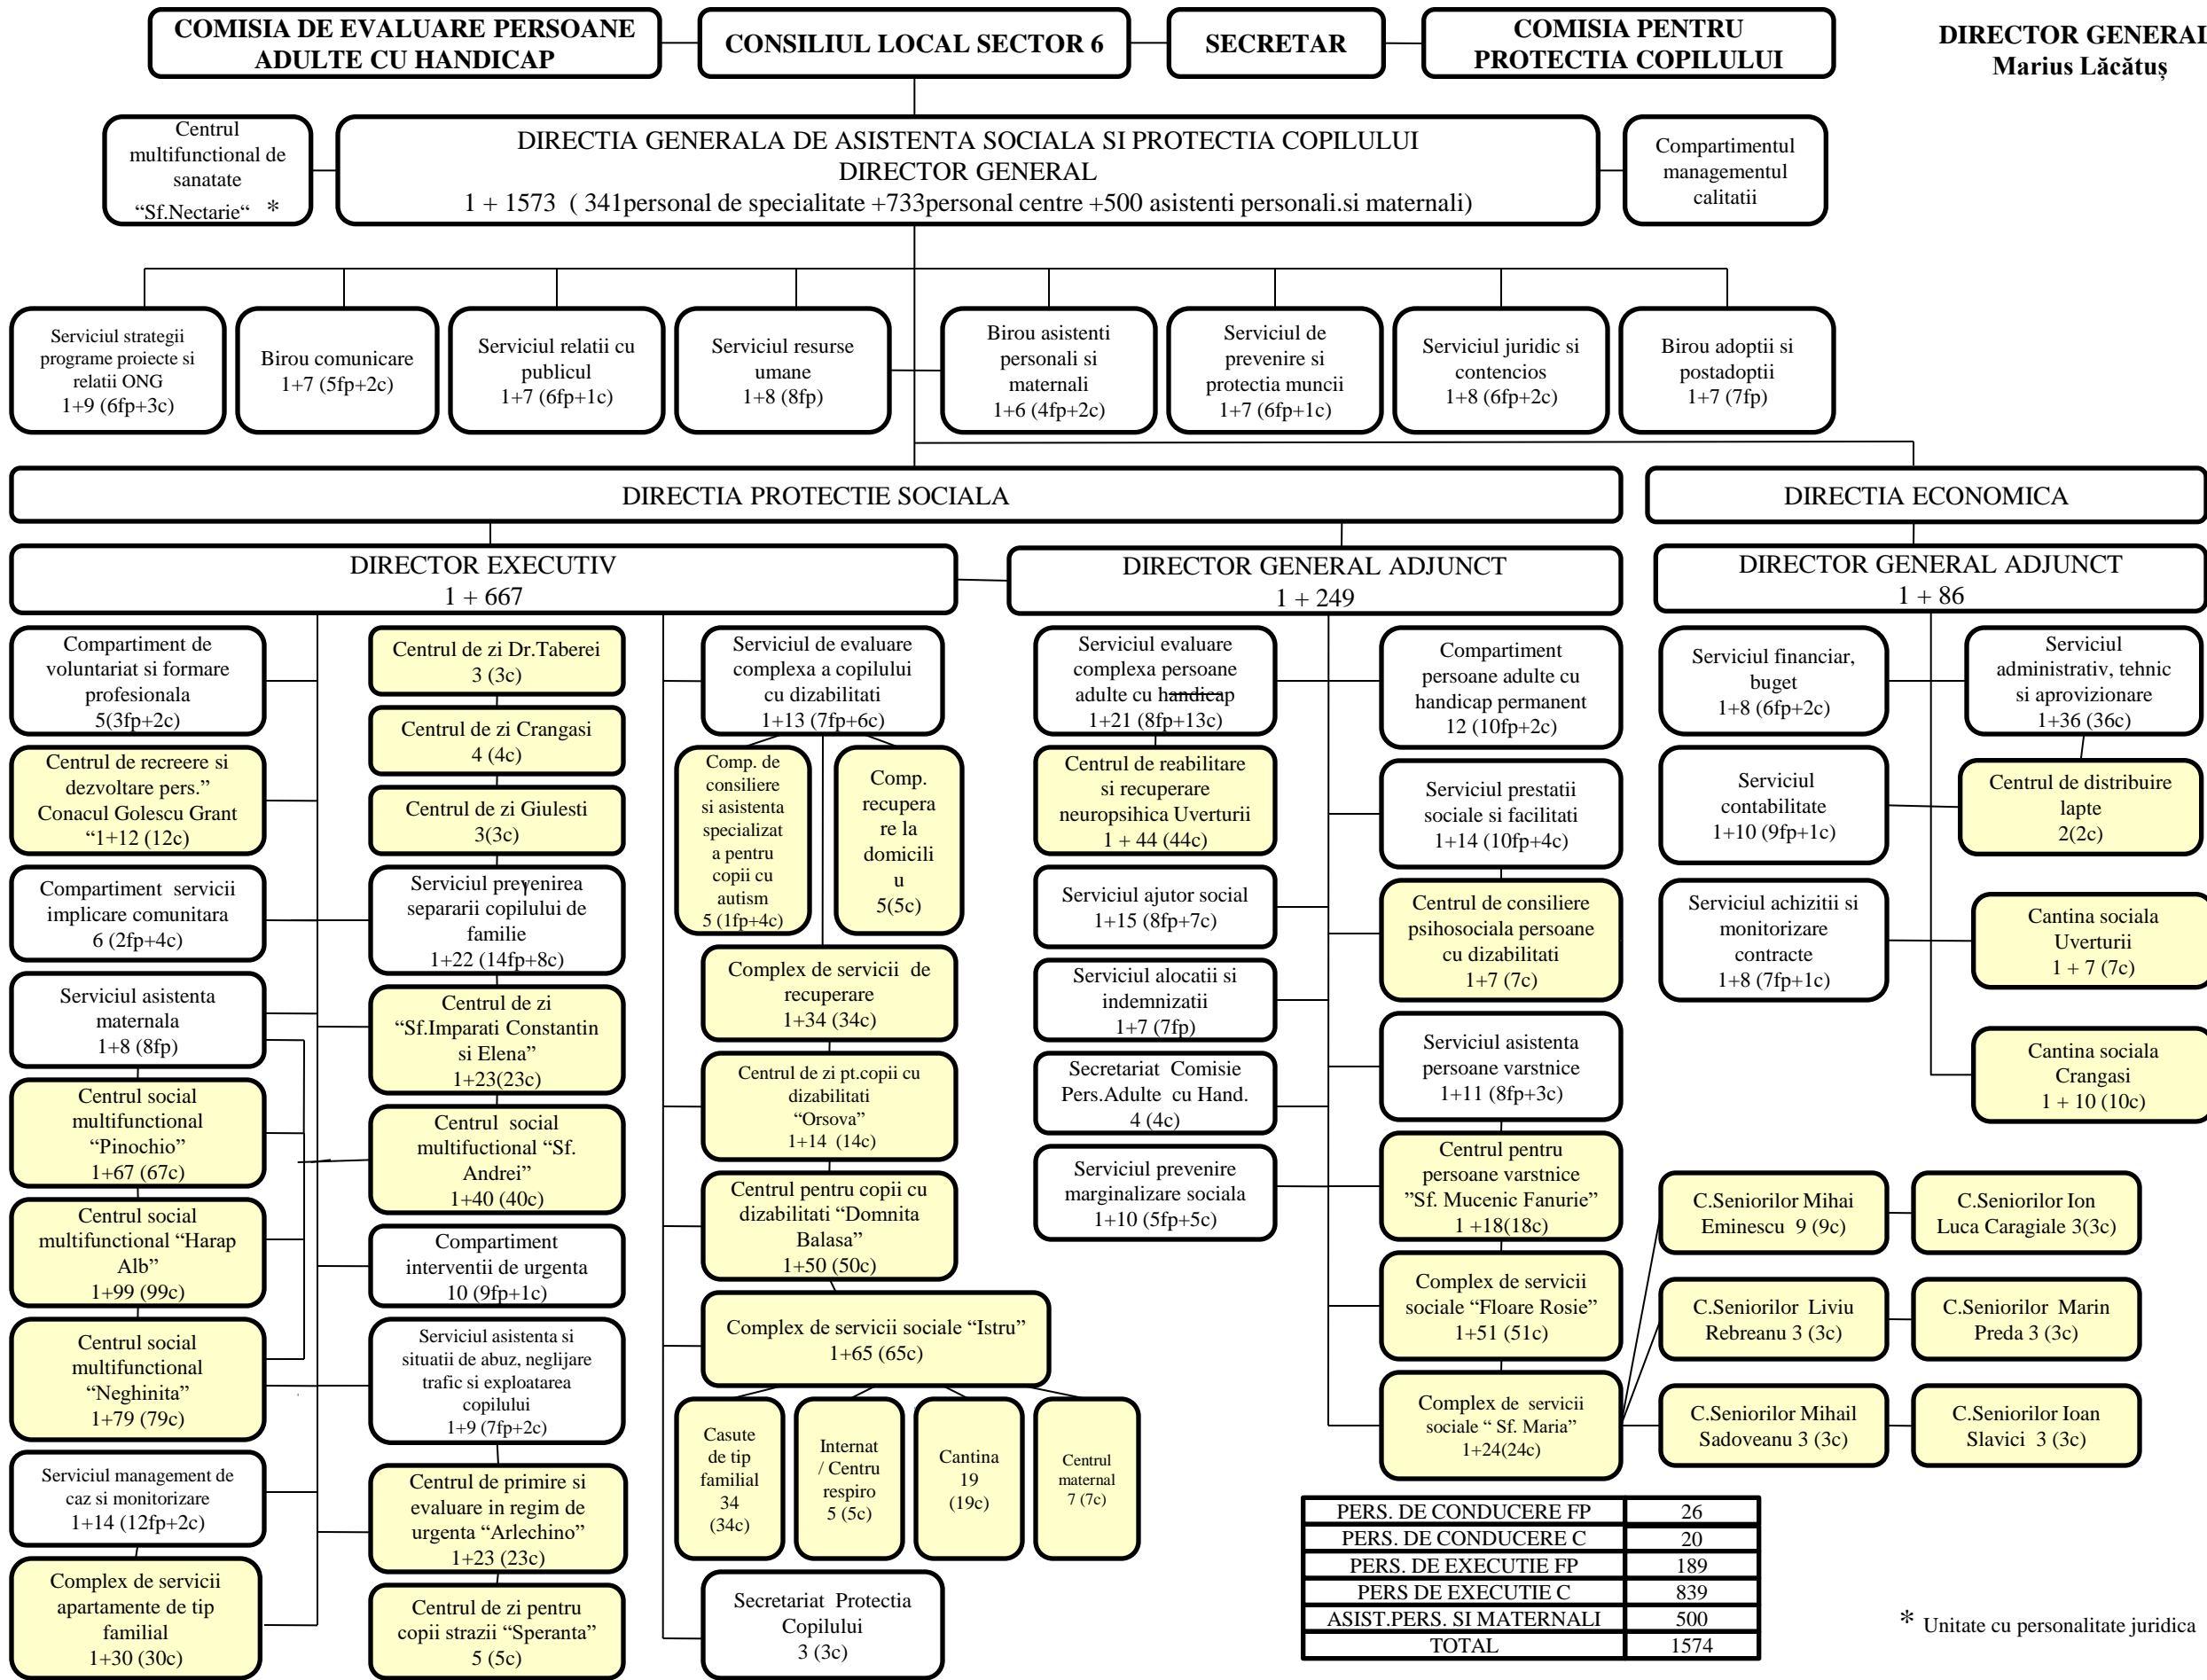 COMISIA DE EVALUARE PERSOANE
ADULTE CU HANDICAP
CONSILIUL LOCAL SECTOR 6
SECRETAR
COMISIA PENTRU
PROTECTIA COPILULUI
DIRECTOR GENERAL
Marius Lăcătuș
Centrul
multifunctional de
sanatate
“Sf.Nectarie“ *
DIRECTIA GENERALA DE ASISTENTA SOCIALA SI PROTECTIA COPILULUI
DIRECTOR GENERAL
1 + 1573 ( 341personal de specialitate +733personal centre +500 asistenti personali.si maternali)
Compartimentul
managementul
calitatii
Serviciul strategii
programe proiecte si
relatii ONG
1+9 (6fp+3c)
Birou comunicare
1+7 (5fp+2c)
Serviciul relatii cu
publicul
1+7 (6fp+1c)
Serviciul resurse
umane
1+8 (8fp)
Birou asistenti
personali si
maternali
1+6 (4fp+2c)
Serviciul de
prevenire si
protectia muncii
1+7 (6fp+1c)
Serviciul juridic si
contencios
1+8 (6fp+2c)
Birou adoptii si
postadoptii
1+7 (7fp)
DIRECTIA PROTECTIE SOCIALA
DIRECTIA ECONOMICA
DIRECTOR EXECUTIV
1 + 667
DIRECTOR GENERAL ADJUNCT
1 + 249
DIRECTOR GENERAL ADJUNCT
1 + 86
Compartiment de
voluntariat si formare
profesionala
5(3fp+2c)
Centrul de recreere si
dezvoltare pers.”
Conacul Golescu Grant
“1+12 (12c)
Compartiment servicii
implicare comunitara
6 (2fp+4c)
Serviciul asistenta
maternala
1+8 (8fp)
Centrul social
multifunctional
“Pinochio”
1+67 (67c)
Centrul social
multifunctional “Harap
Alb”
1+99 (99c)
Centrul social
multifunctional
“Neghinita”
1+79 (79c)
Serviciul management de
caz si monitorizare
1+14 (12fp+2c)
Complex de servicii
apartamente de tip
familial
1+30 (30c)
Centrul de zi Dr.Taberei
3 (3c)
Centrul de zi Crangasi
4 (4c)
Centrul de zi Giulesti
3(3c)
Serviciul prevenirea
separarii copilului de
familie
1+22 (14fp+8c)
Centrul de zi
“Sf.Imparati Constantin
si Elena”
1+23(23c)
Centrul social
multifuctional “Sf.
Andrei”
1+40 (40c)
Compartiment
interventii de urgenta
10 (9fp+1c)
Serviciul asistenta si
situatii de abuz, neglijare
trafic si exploatarea
copilului
1+9 (7fp+2c)
Centrul de primire si
evaluare in regim de
urgenta “Arlechino”
1+23 (23c)
Centrul de zi pentru
copii strazii “Speranta”
5 (5c)
Serviciul de evaluare
complexa a copilului
cu dizabilitati
1+13 (7fp+6c)
Comp. de
consiliere
si asistenta
specializat
a pentru
copii cu
autism
5 (1fp+4c)
Comp.
recupera
re la
domicili
u
5(5c)
Complex de servicii de
recuperare
1+34 (34c)
Centrul de zi pt.copii cu
dizabilitati
“Orsova”
1+14 (14c)
Centrul pentru copii cu
dizabilitati “Domnita
Balasa”
1+50 (50c)
Complex de servicii sociale “Istru”
1+65 (65c)
Casute
de tip
familial
34
(34c)
Internat
/ Centru
respiro
5 (5c)
Cantina
19
(19c)
Centrul
maternal
7 (7c)
Secretariat Protectia
Copilului
3 (3c)
Serviciul evaluare
complexa persoane
adulte cu handicap
1+21 (8fp+13c)
Centrul de reabilitare
si recuperare
neuropsihica Uverturii
1 + 44 (44c)
Serviciul ajutor social
1+15 (8fp+7c)
Serviciul alocatii si
indemnizatii
1+7 (7fp)
Secretariat Comisie
Pers.Adulte cu Hand.
4 (4c)
Serviciul prevenire
marginalizare sociala
1+10 (5fp+5c)
Compartiment
persoane adulte cu
handicap permanent
12 (10fp+2c)
Serviciul prestatii
sociale si facilitati
1+14 (10fp+4c)
Centrul de consiliere
psihosociala persoane
cu dizabilitati
1+7 (7c)
Serviciul asistenta
persoane varstnice
1+11 (8fp+3c)
Centrul pentru
persoane varstnice
”Sf. Mucenic Fanurie”
1 +18(18c)
Complex de servicii
sociale “Floare Rosie”
1+51 (51c)
Complex de servicii
sociale “ Sf. Maria”
1+24(24c)
Serviciul financiar,
buget
1+8 (6fp+2c)
Serviciul
contabilitate
1+10 (9fp+1c)
Serviciul achizitii si
monitorizare
contracte
1+8 (7fp+1c)
Serviciul
administrativ, tehnic
si aprovizionare
1+36 (36c)
Centrul de distribuire
lapte
2(2c)
Cantina sociala
Uverturii
1 + 7 (7c)
Cantina sociala
Crangasi
1 + 10 (10c)
C.Seniorilor Mihai
Eminescu 9 (9c)
C.Seniorilor Ion
Luca Caragiale 3(3c)
C.Seniorilor Liviu
Rebreanu 3 (3c)
C.Seniorilor Marin
Preda 3 (3c)
C.Seniorilor Mihail
Sadoveanu 3 (3c)
C.Seniorilor Ioan
Slavici 3 (3c)
PERS. DE CONDUCERE FP 26
PERS. DE CONDUCERE C 20
PERS. DE EXECUTIE FP 189
PERS DE EXECUTIE C 839
ASIST.PERS. SI MATERNALI 500
TOTAL 1574
* Unitate cu personalitate juridica